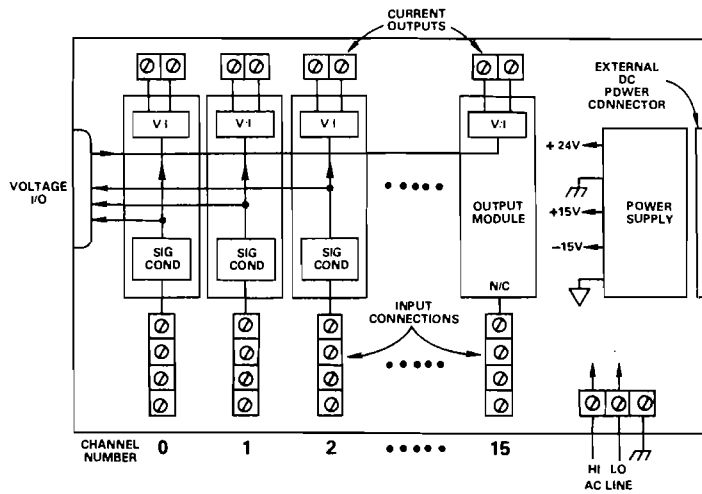 CURRENT
OUTPUTS
EXTERNAL
DC
POWER
CONNECTOR
V:I
V:I
V:I
V:I
+ 24V
VOLTAGE
I/O
OUTPUT
MODULE
+15V
POWER
SUPPLY
–15V
SIG
COND
SIG
COND
SIG
COND
N/C
INPUT
CONNECTIONS
CHANNEL
NUMBER
0
1
2
15
HI LO
AC LINE